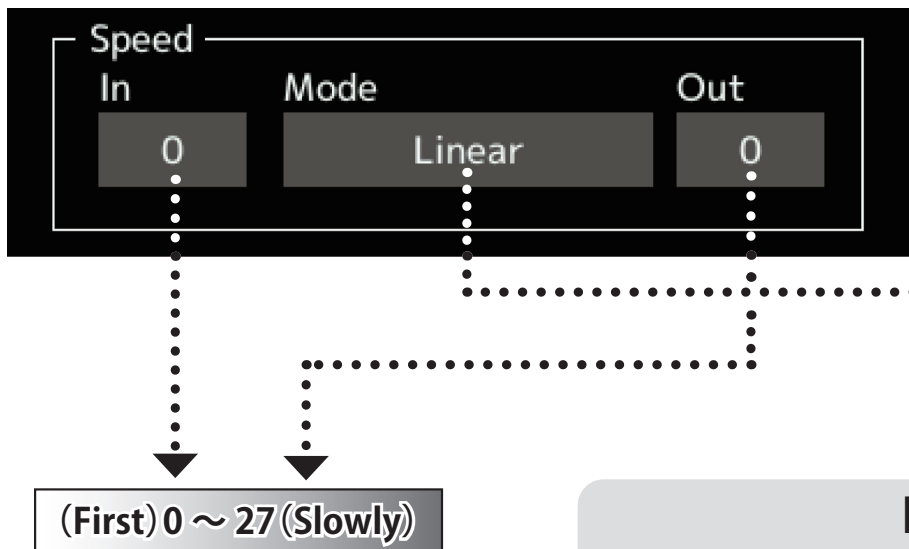 Speed
In Mode Out
0 Linear 0
(First) 0 ～ 27 (Slowly)